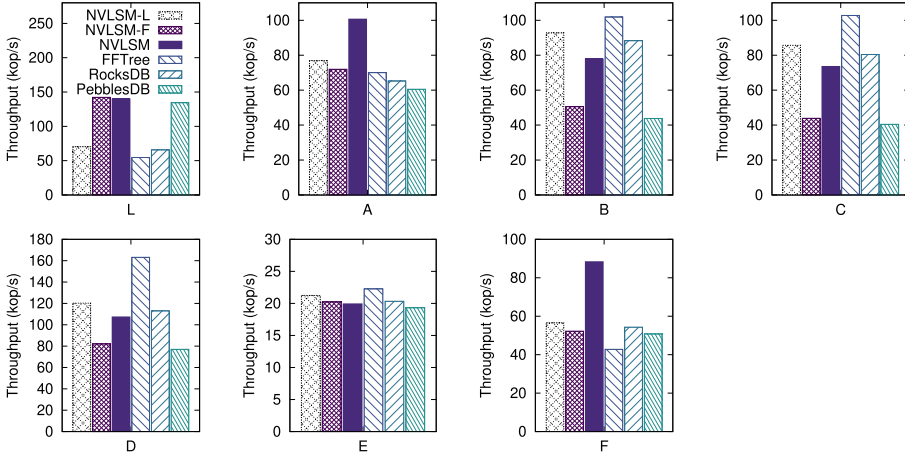 Throughput (kop/s)
250
200
150
100
50
0
NVLSM-L
NVLSM-F
NVLSM
FFTree
RocksDB
PebblesDB
L
Throughput (kop/s)
100
80
60
40
20
0
A
Throughput (kop/s)
100
80
60
40
20
0
B
Throughput (kop/s)
100
80
60
40
20
0
C
Throughput (kop/s)
180
160
140
120
100
80
60
40
20
0
D
Throughput (kop/s)
30
25
20
15
10
5
0
E
Throughput (kop/s)
100
80
60
40
20
0
F